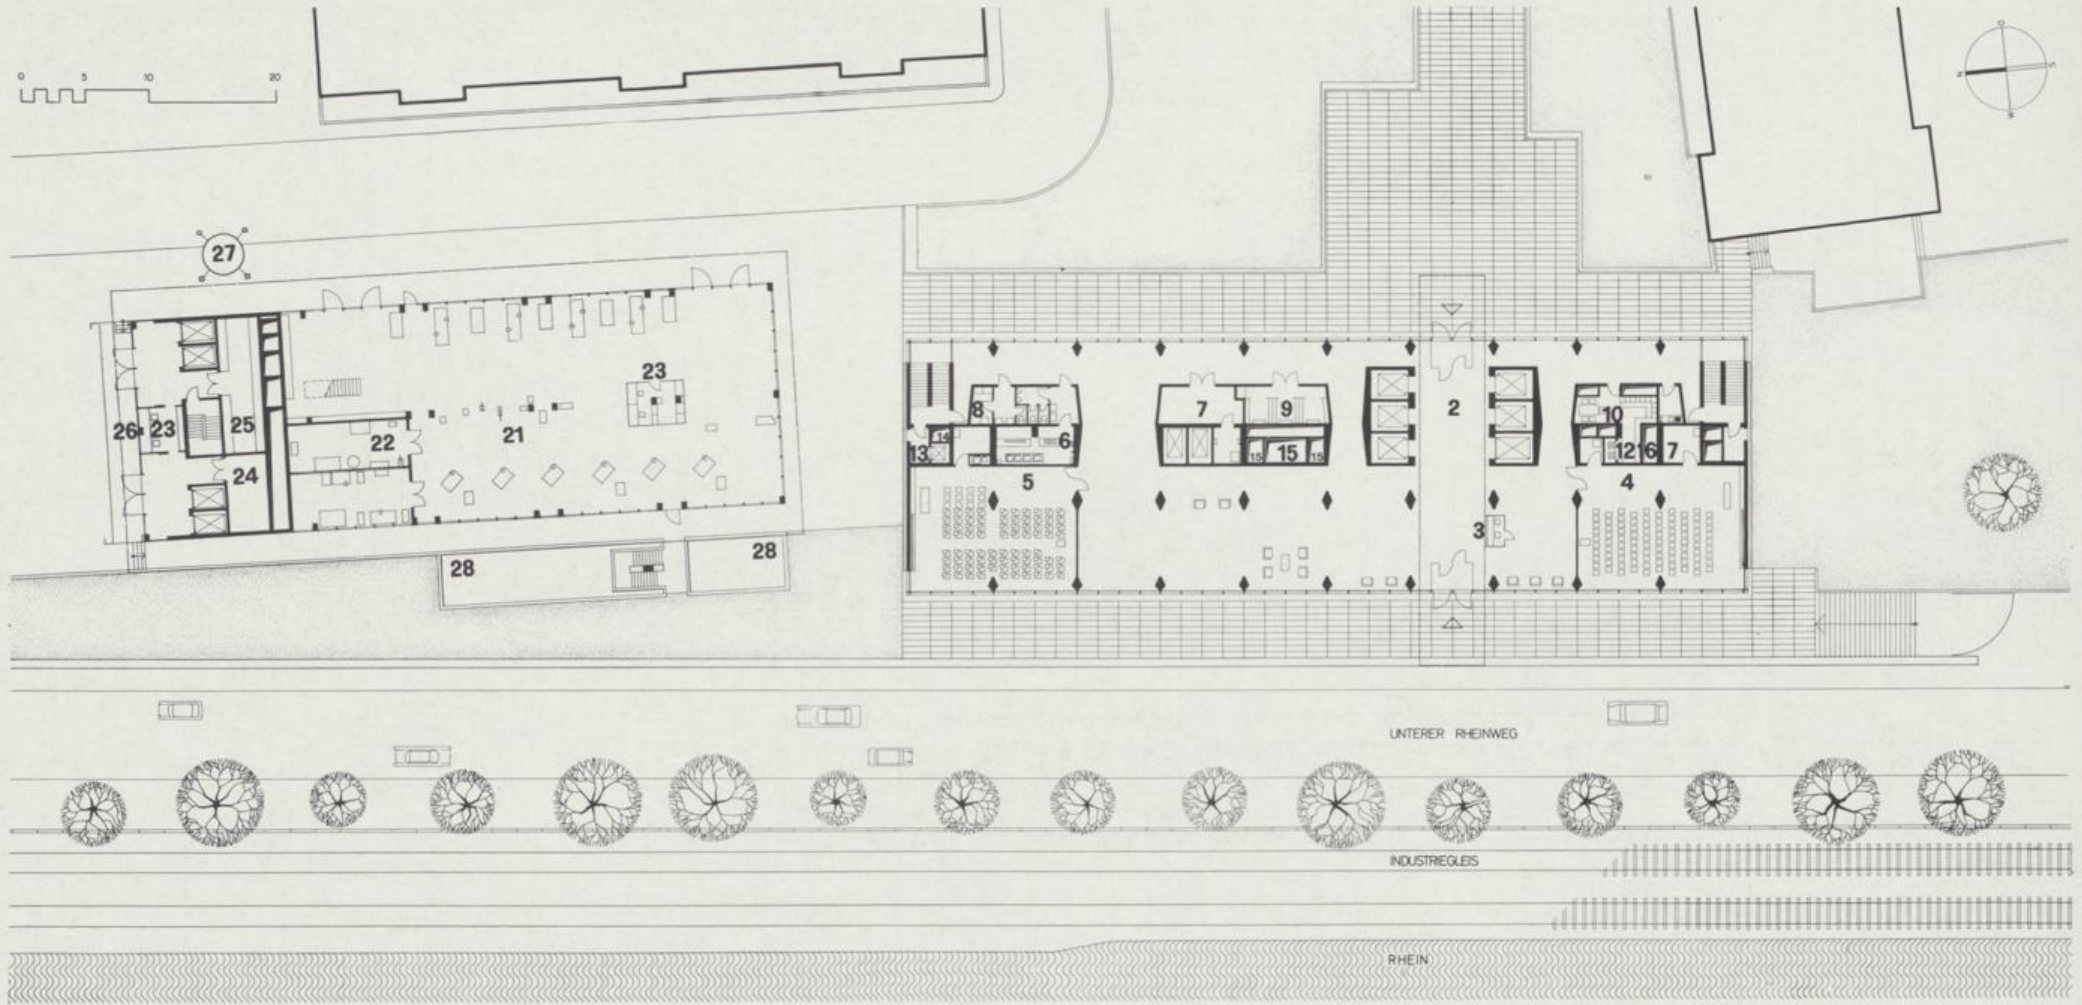 0 5 10 20
O
N S
W
27
23
26 23 25 22 21
24
28 28
2
8 7 9 10
13 14 6 15 15 15 12 16 7
5 4
3
UNTERER RHEINWEG
INDUSTRIEGLEIS
RHEIN